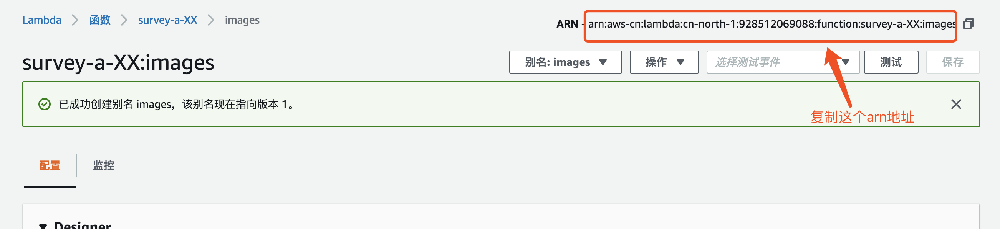 Lambda > 函数 > survey-a-XX > images
ARN - arn:aws-cn:lambda:cn-north-1:928512069088:function:survey-a-XX:images
survey-a-XX:images
别名: images
操作
选择测试事件
测试
保存
已成功创建别名 images，该别名现在指向版本 1。
复制这个arn地址
配置
监控
Designer